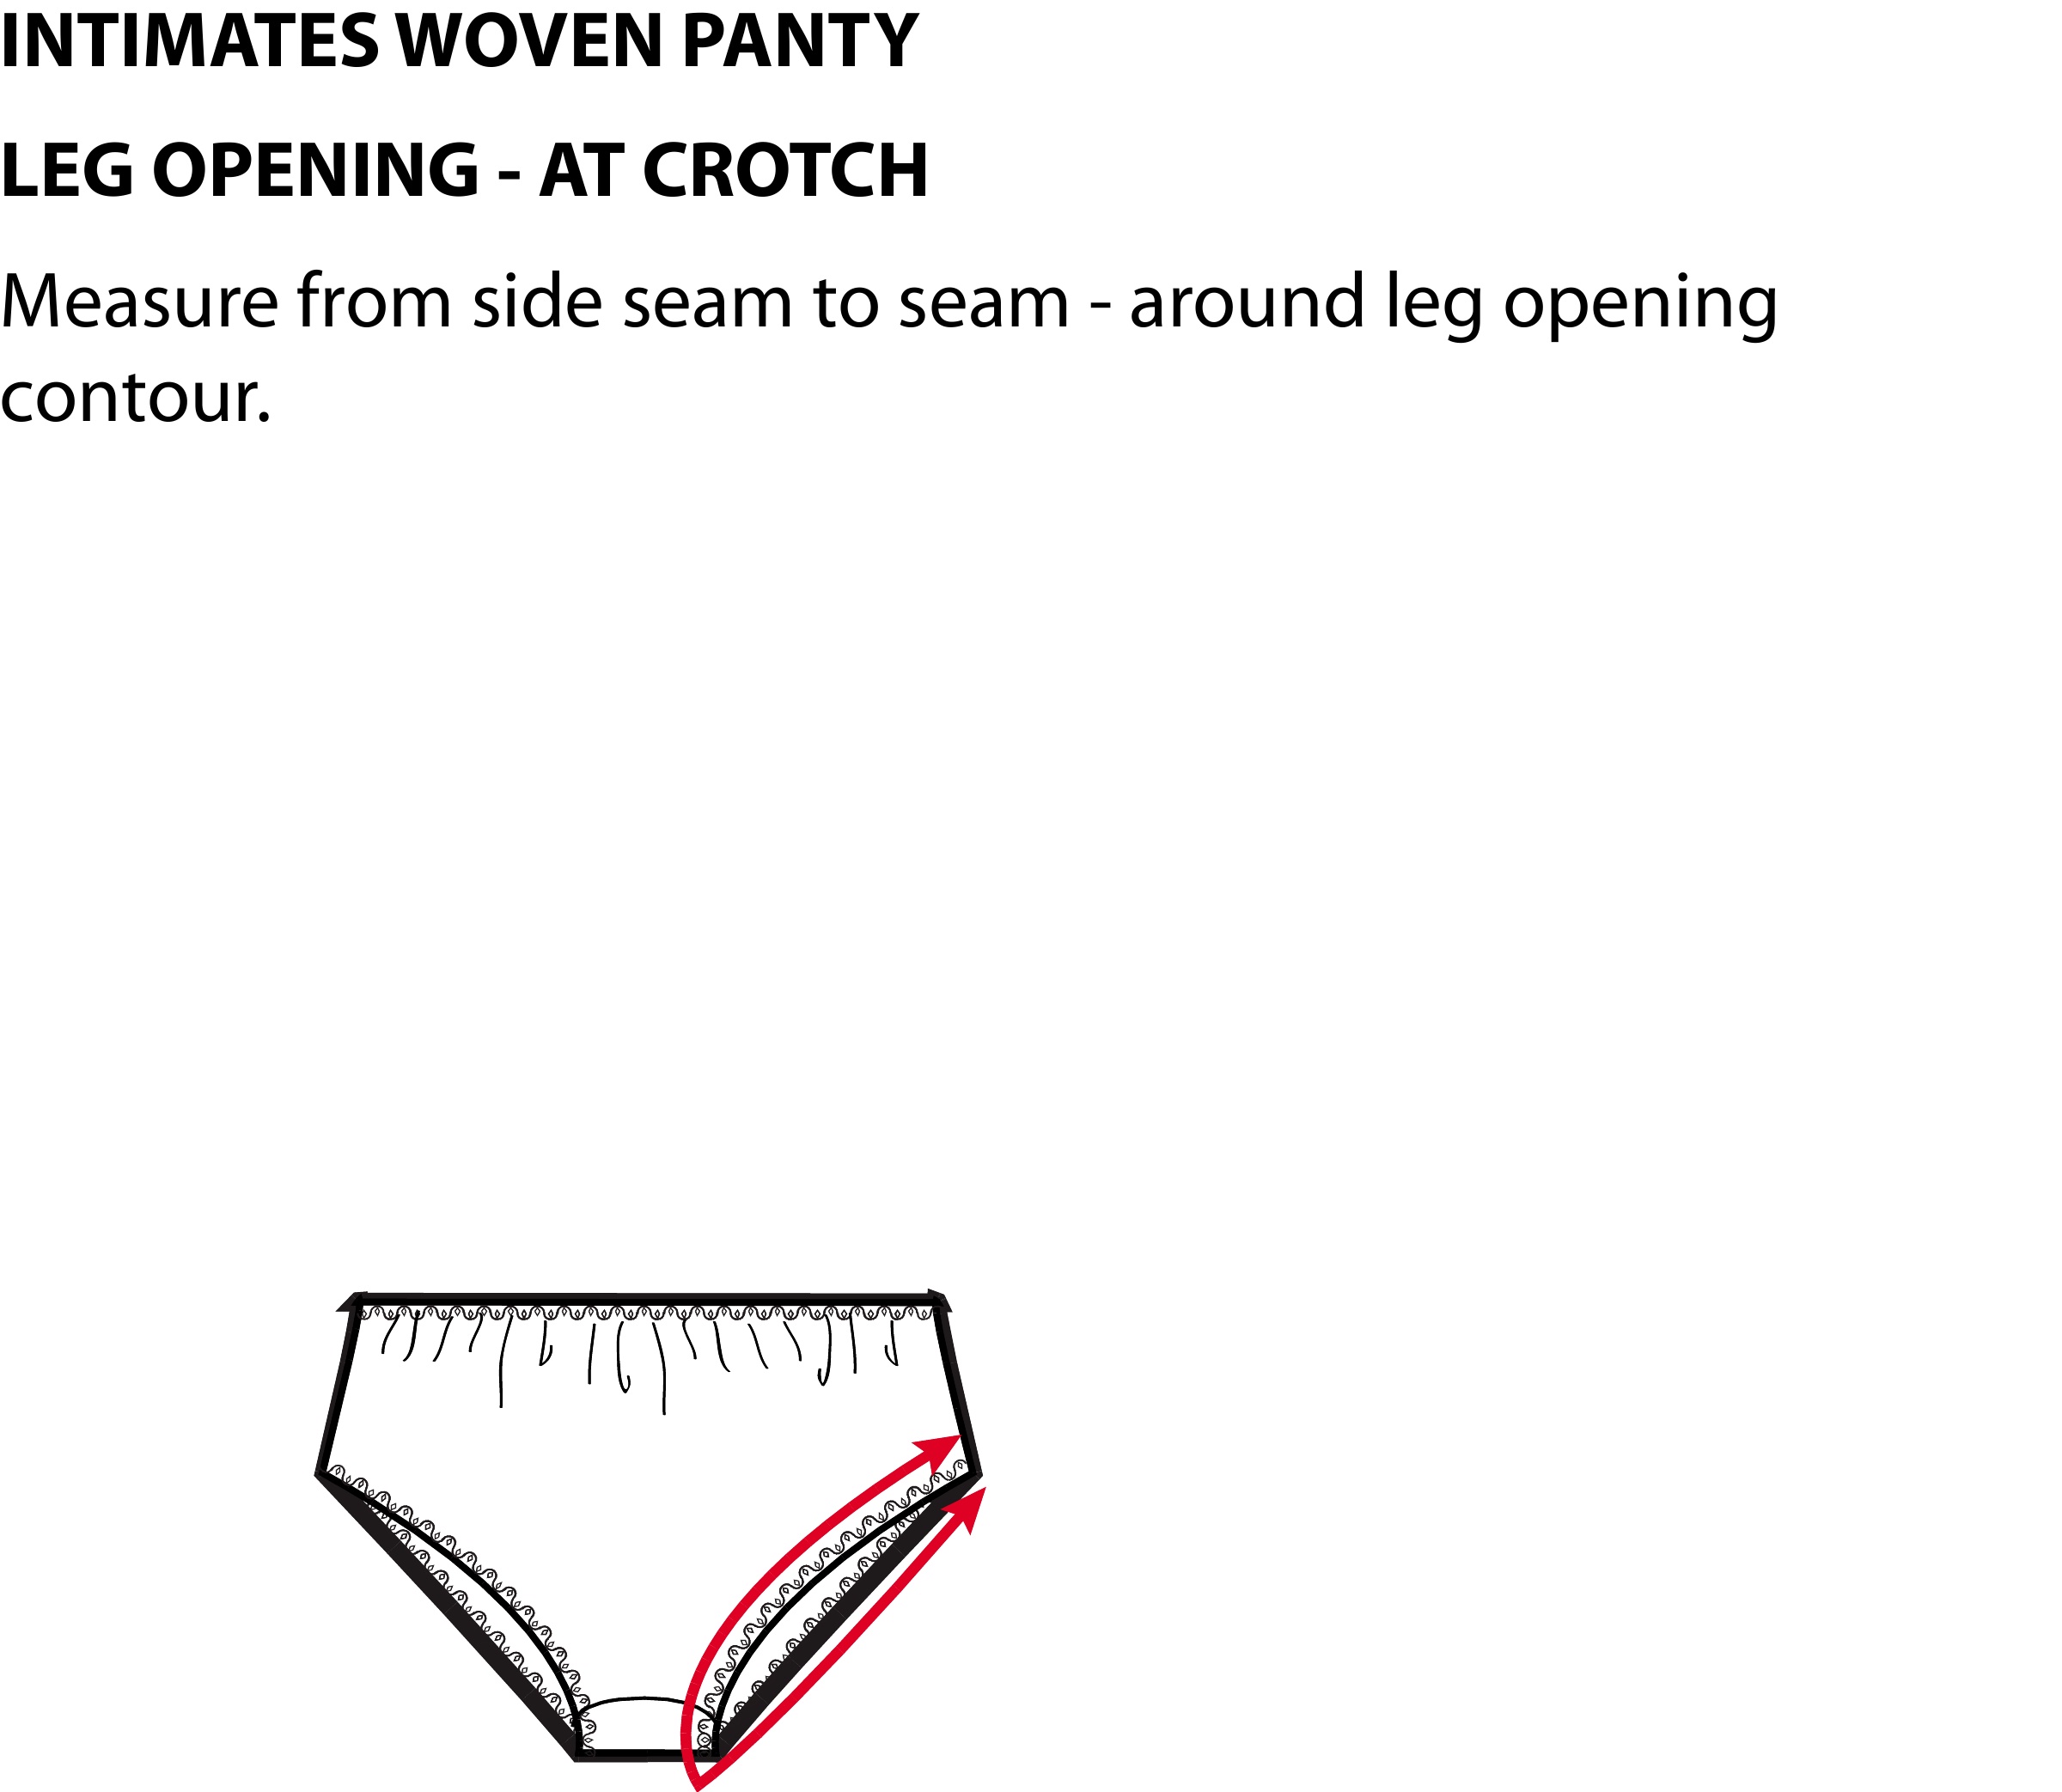 INTIMATES WOVEN PANTY
LEG OPENING - AT CROTCH
Measure from side seam to seam - around leg opening
contour.